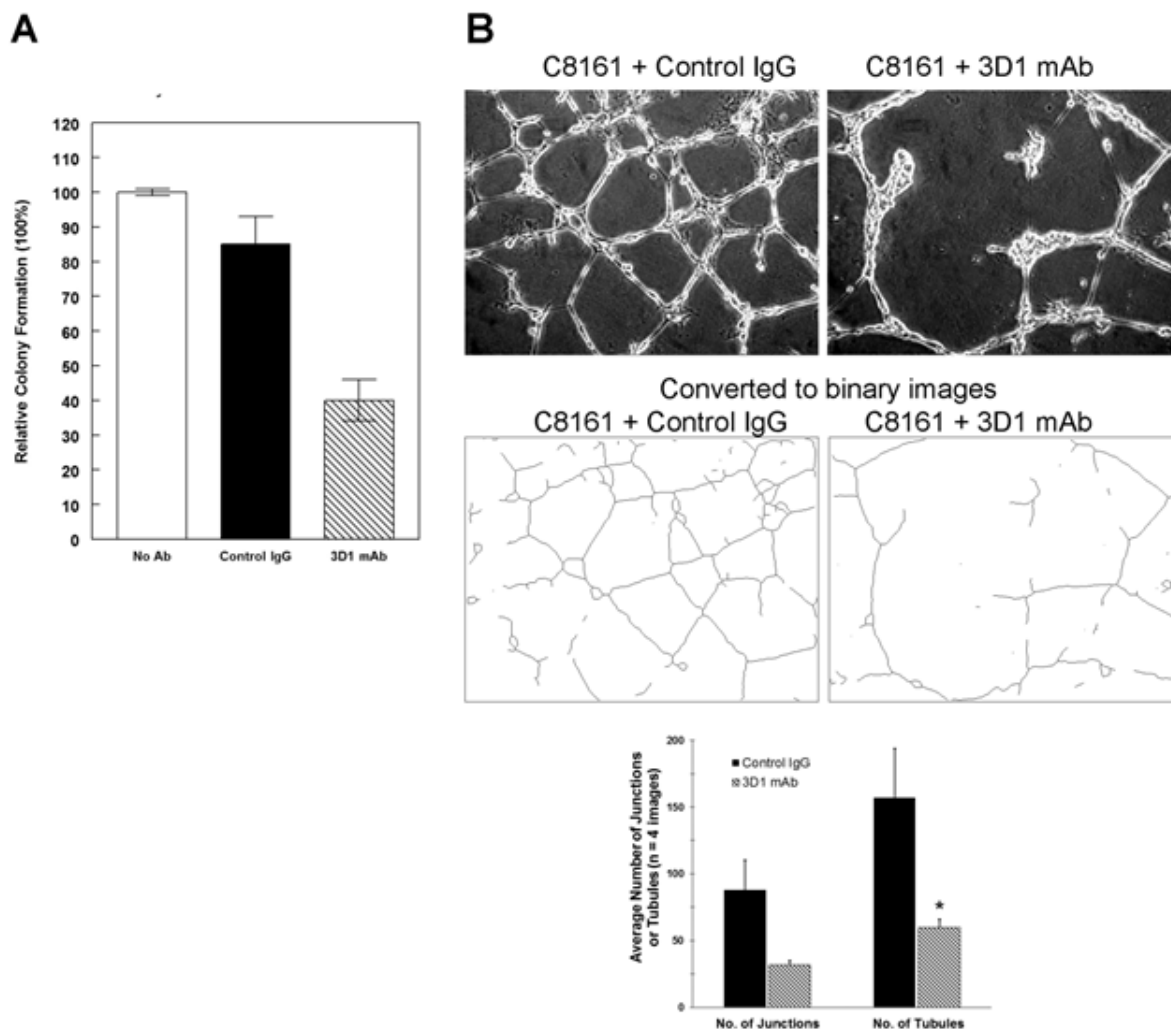 A
120
110
100
90
80
70
60
50
40
30
20
10
0
Relative Colony Formation (100%)
No Ab
Control IgG
3D1 mAb
B
C8161 + Control IgG
C8161 + 3D1 mAb
Converted to binary images
C8161 + Control IgG
C8161 + 3D1 mAb
Average Number of Junctions
or Tubules (n = 4 images)
200
150
100
50
0
Control IgG
3D1 mAb
*
No. of Junctions
No. of Tubules